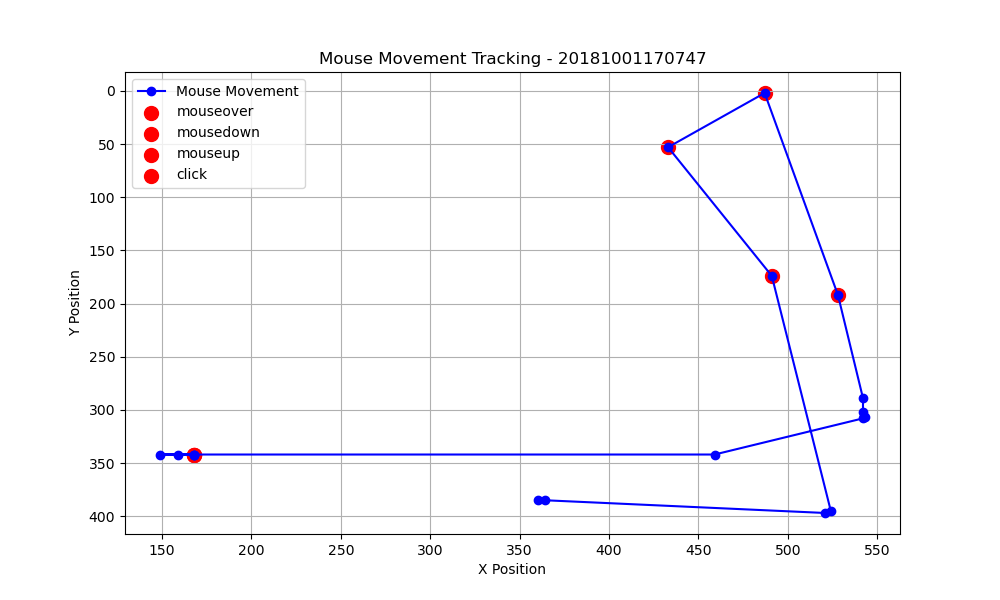 Mouse Movement Tracking - 20181001170747
Mouse Movement
mouseover
mousedown
mouseup
click
0
50
100
150
200
250
300
350
400
Y Position
150 200 250 300 350 400 450 500 550
X Position